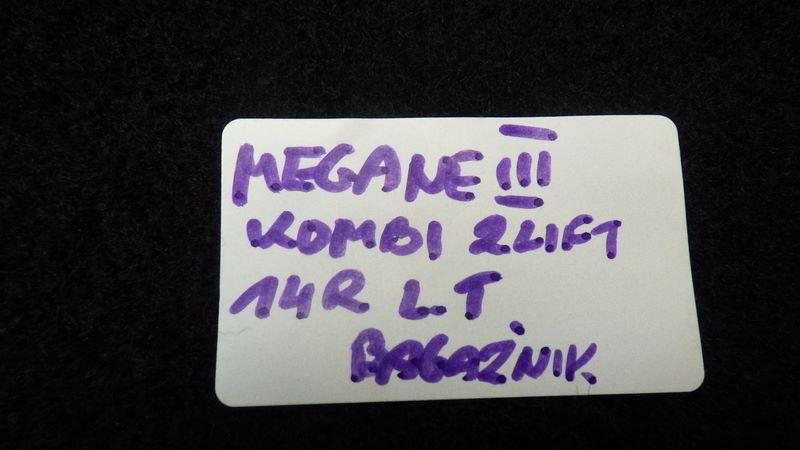 MEGANE III
KOMBI 2LIFT
14R L.T
BAGAŻNIK